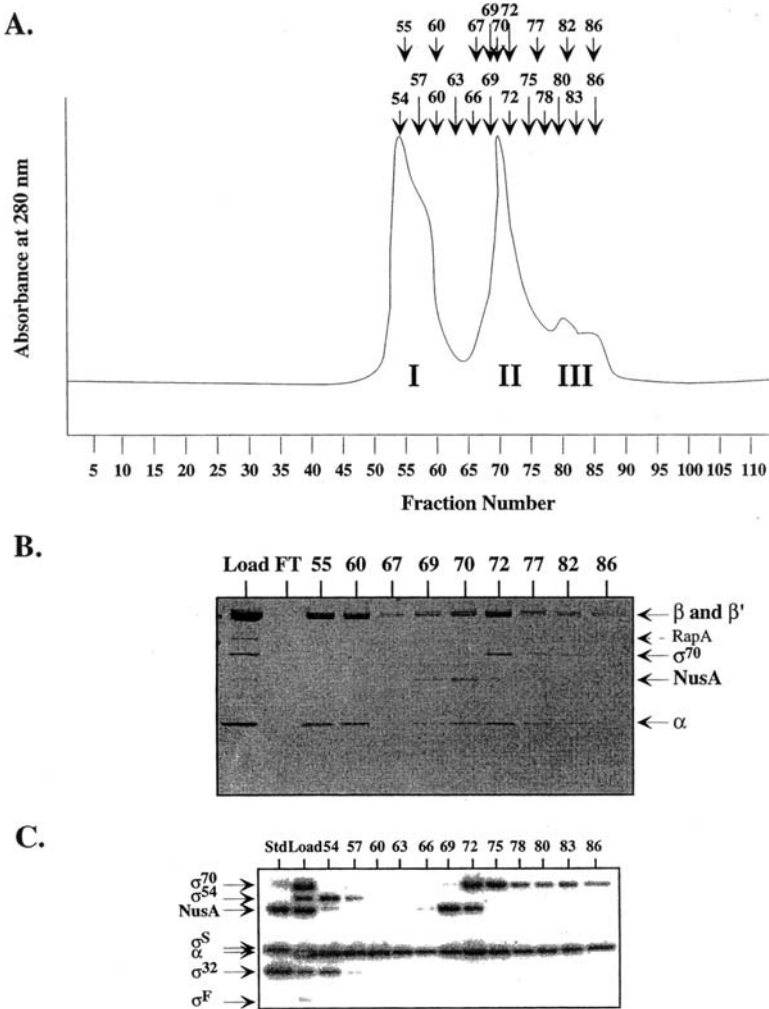 A.
69 72
55 60 67 70 77 82 86
57 63 69 75 80 86
54 60 66 72 78 83
Absorbance at 280 nm
I II III
5 10 15 20 25 30 35 40 45 50 55 60 65 70 75 80 85 90 95 100 105 110
Fraction Number
B.
Load FT 55 60 67 69 70 72 77 82 86
β and β'
RapA
σ70
NusA
α
C.
Std Load 54 57 60 63 66 69 72 75 78 80 83 86
σ70
σ54
NusA
σS
α
σ32
σF